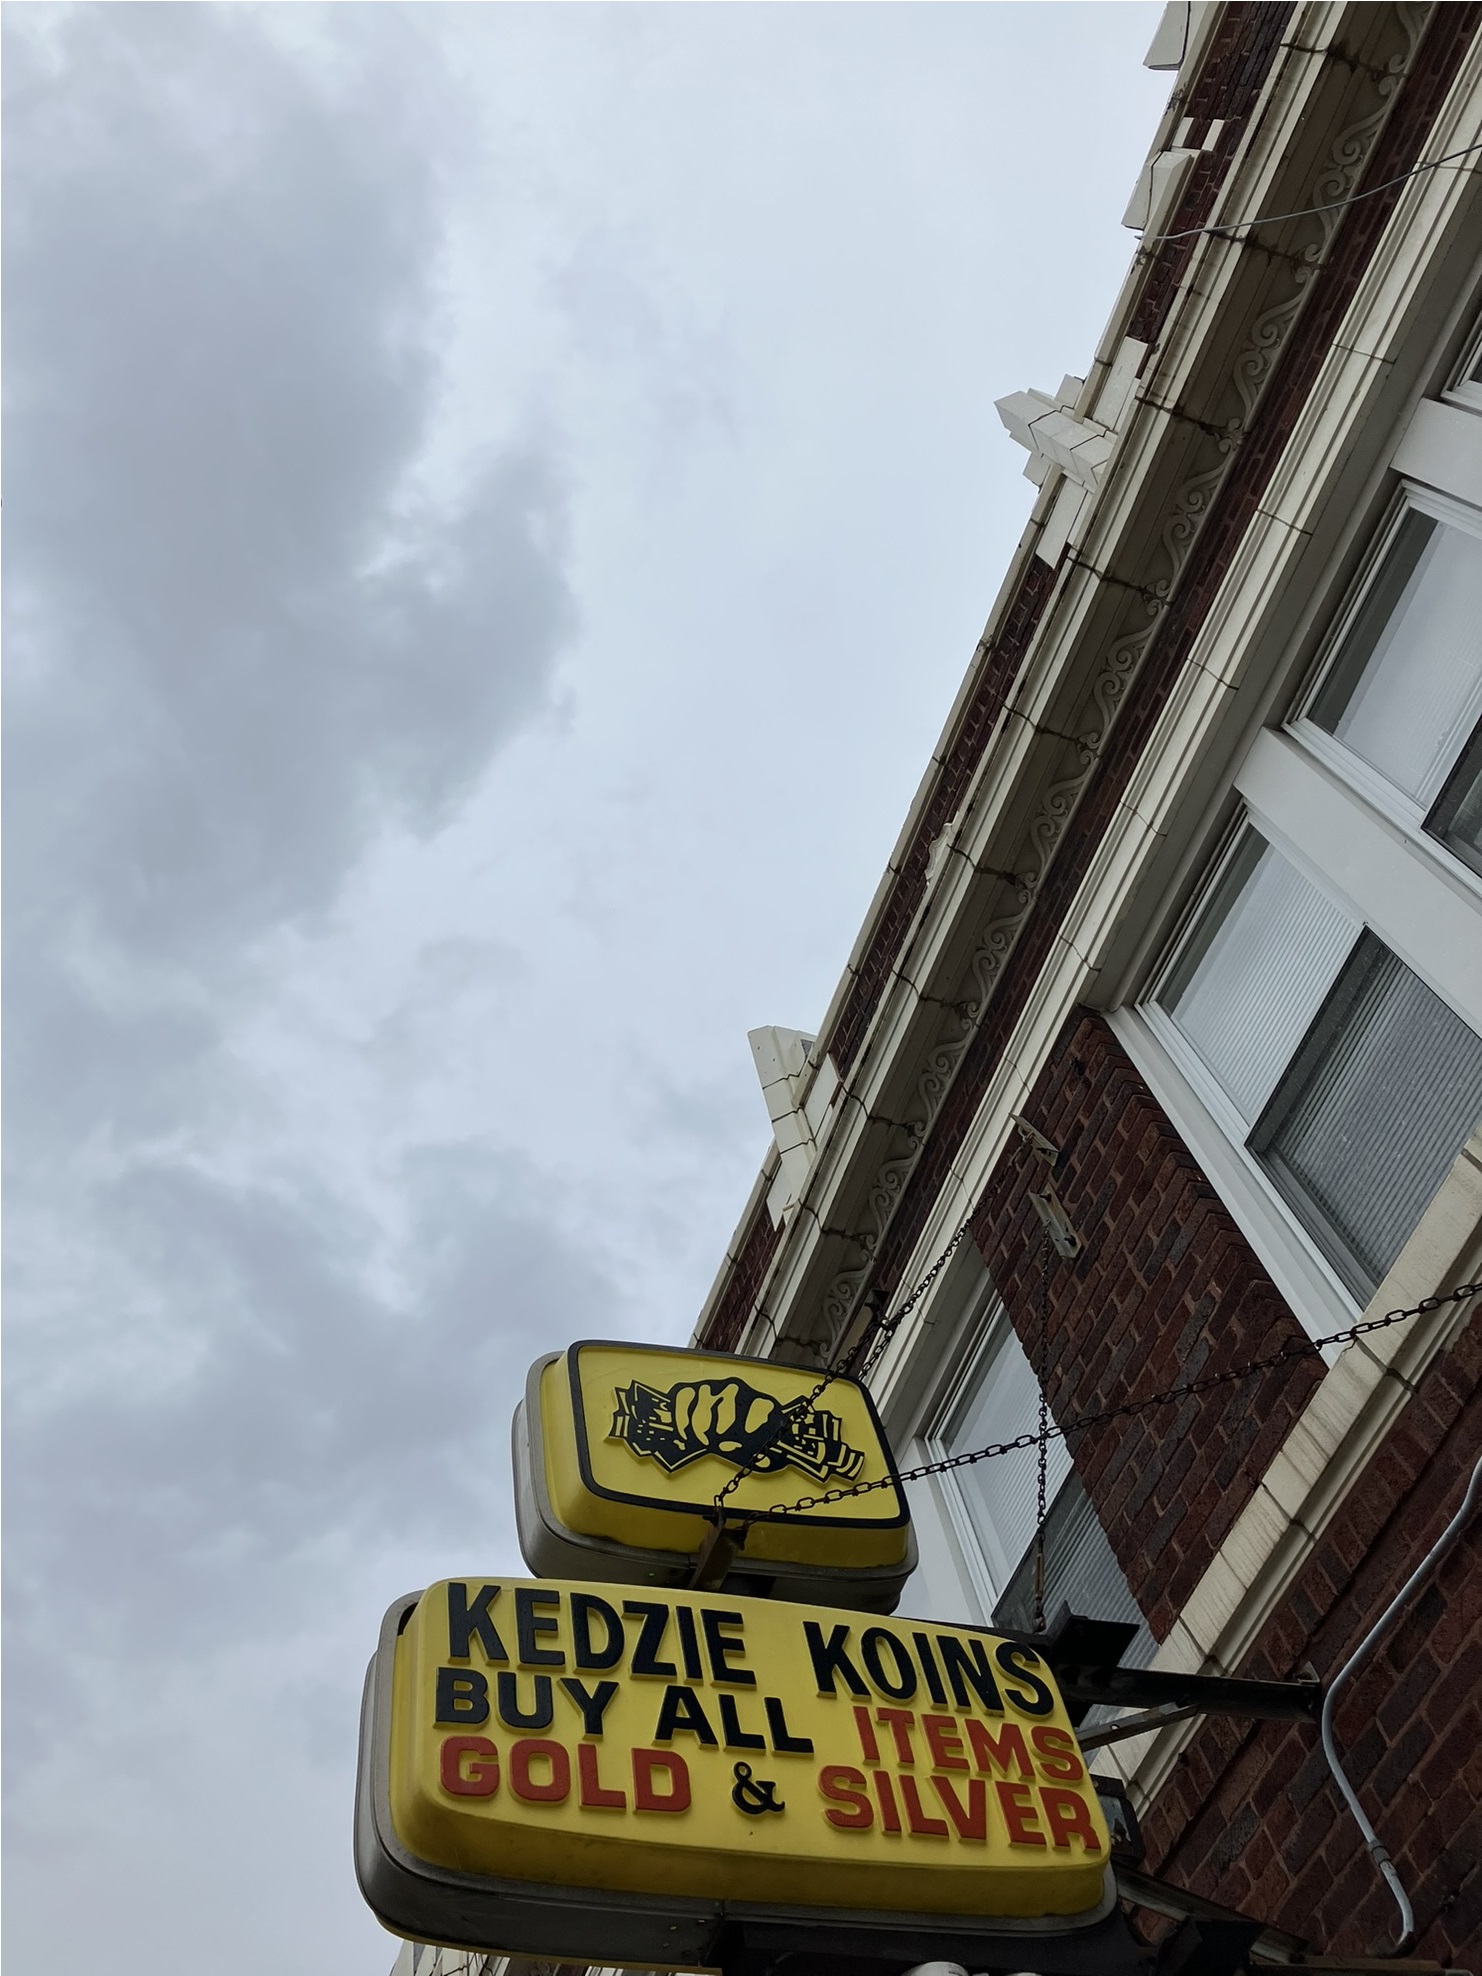 KEDZIE KOINS
BUY ALL ITEMS
GOLD & SILVER